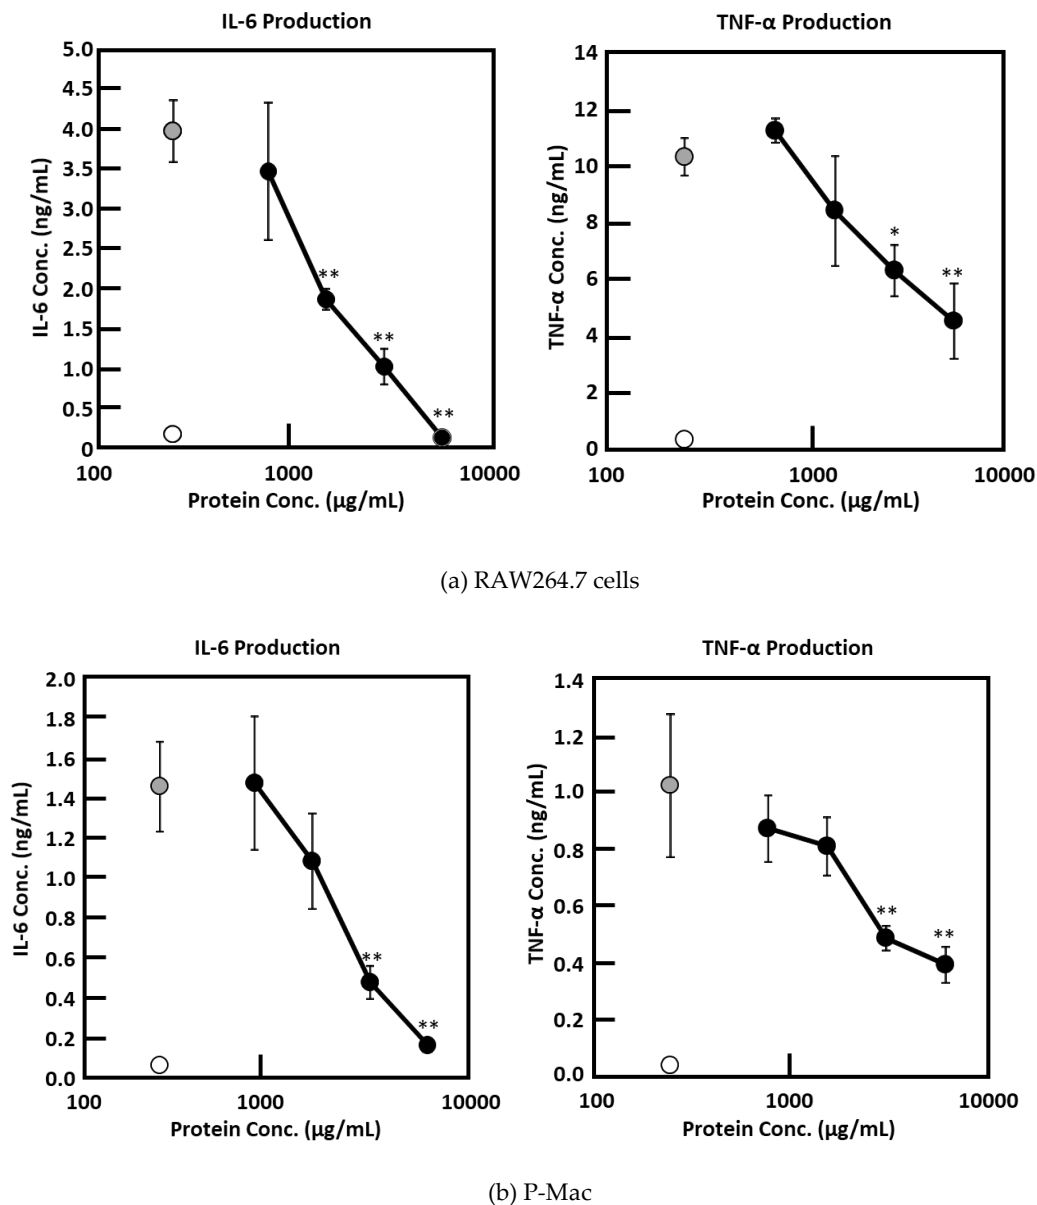 IL-6 Production
5.0
4.5
4.0
3.5
3.0
2.5
2.0
1.5
1.0
0.5
0
IL-6 Conc. (ng/mL)
**
**
**
100 1000 10000
Protein Conc. (µg/mL)
TNF-α Production
14
12
10
8
6
4
2
0
TNF-α Conc. (ng/mL)
*
**
100 1000 10000
Protein Conc. (µg/mL)
(a) RAW264.7 cells
IL-6 Production
2.0
1.8
1.6
1.4
1.2
1.0
0.8
0.6
0.4
0.2
0.0
IL-6 Conc. (ng/mL)
**
**
100 1000 10000
Protein Conc. (µg/mL)
TNF-α Production
1.4
1.2
1.0
0.8
0.6
0.4
0.2
0.0
TNF-α Conc. (ng/mL)
**
**
100 1000 10000
Protein Conc. (µg/mL)
(b) P-Mac